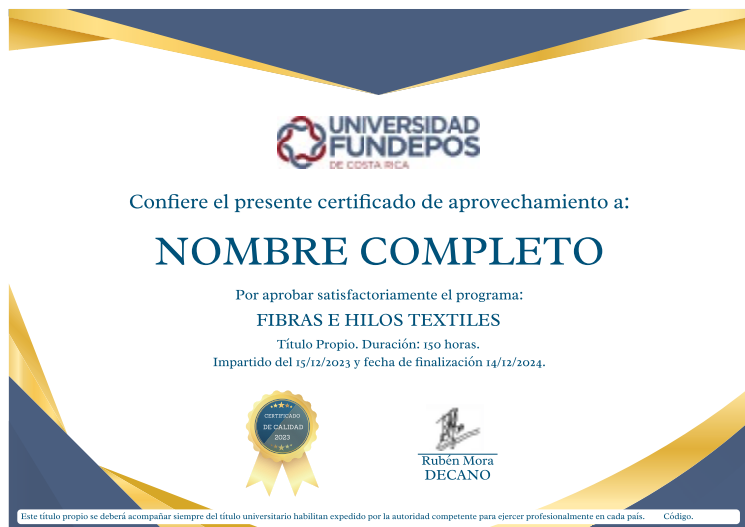 UNIVERSIDAD
FUNDEPOS
DE COSTA RICA
Confiere el presente certificado de aprovechamiento a:
NOMBRE COMPLETO
Por aprobar satisfactoriamente el programa:
FIBRAS E HILOS TEXTILES
Título Propio. Duración: 150 horas.
Impartido del 15/12/2023 y fecha de finalización 14/12/2024.
CERTIFICADO
DE CALIDAD
2023
Rubén Mora
DECANO
Este título propio se deberá acompañar siempre del título universitario habilitan expedido por la autoridad competente para ejercer profesionalmente en cada país. Código.